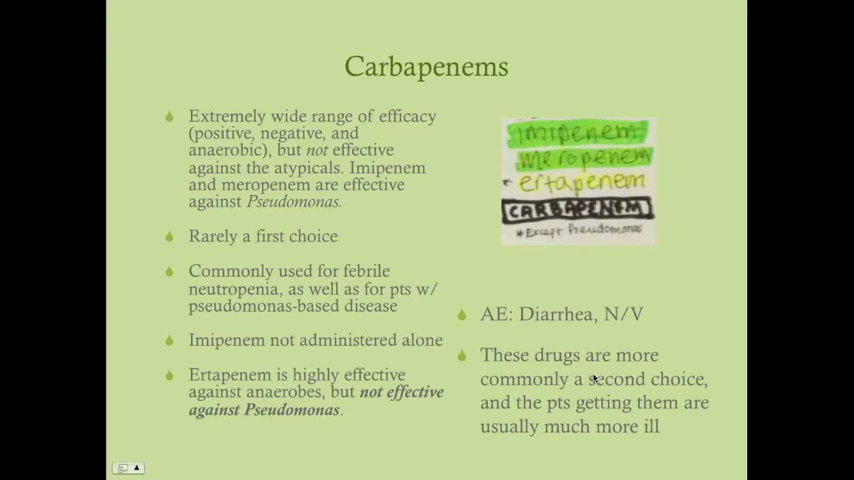 Carbapenems
Extremely wide range of efficacy
(positive, negative, and
anaerobic), but not effective
against the atypicals. Imipenem
and meropenem are effective
against Pseudomonas.
Rarely a first choice
Commonly used for febrile
neutropenia, as well as for pts w/
pseudomonas-based disease
Imipenem not administered alone
Ertapenem is highly effective
against anaerobes, but not effective
against Pseudomonas.
imipenem
meropenem
* ertapenem
CARBAPENEM
*Except Pseudomonas
AE: Diarrhea, N/V
These drugs are more
commonly a second choice,
and the pts getting them are
usually much more ill